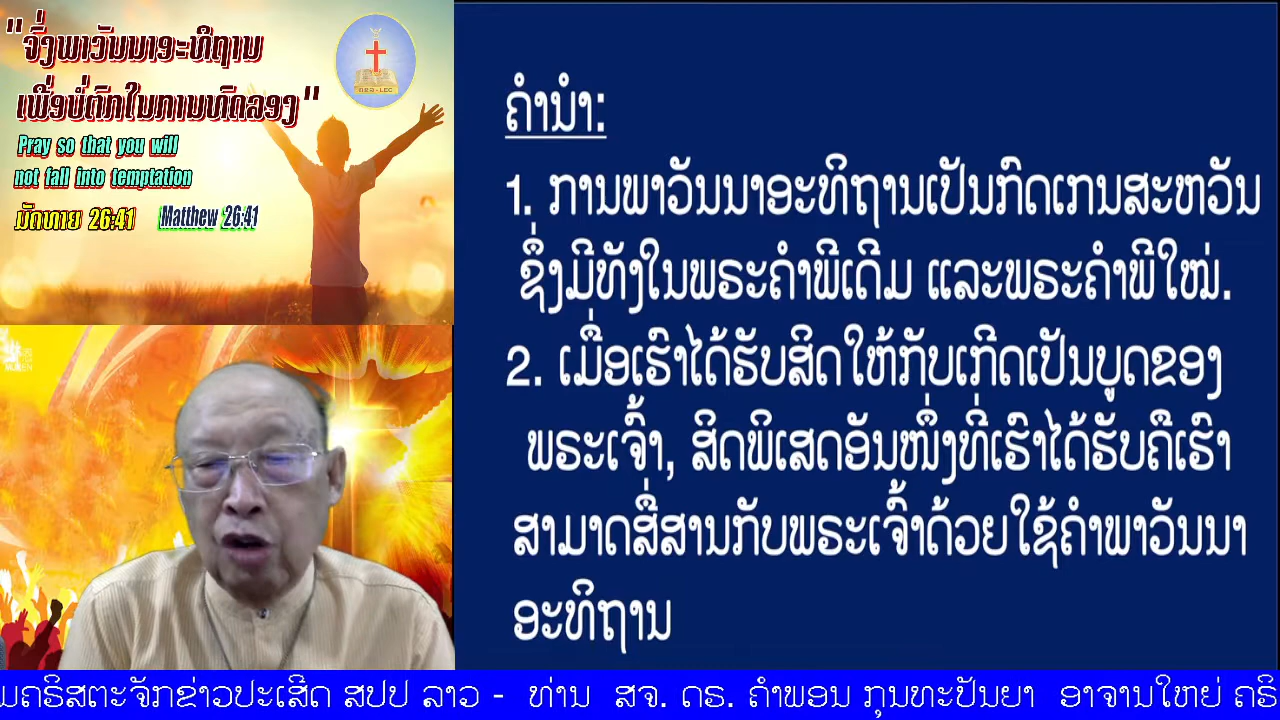 "ຈົ່ງພາວັນນາອະທິຖານ
ເພື່ອບໍ່ຕົກໃນການທົດລອງ"
Pray so that you will
not fall into temptation
ມັດທາຍ 26:41 Matthew 26:41
ຄຣລ - LEC
ຄຳນຳ:
1. ການພາວັນນາອະທິຖານເປັນກົດເກນສະຫວັນ
ຊຶ່ງມີທັງໃນພຣະຄຳພີເດີມ ແລະພຣະຄຳພີໃໝ່.
2. ເມື່ອເຮົາໄດ້ຮັບສິດໃຫ້ກັບເກີດເປັນບູດຂອງ
ພຣະເຈົ້າ, ສິດພິເສດອັນໜຶ່ງທີ່ເຮົາໄດ້ຮັບຄືເຮົາ
ສາມາດສື່ສານກັບພຣະເຈົ້າດ້ວຍໃຊ້ຄຳພາວັນນາ
ອະທິຖານ
ມຄຣິສຕະຈັກຂ່າວປະເສີດ ສປປ ລາວ - ທ່ານ ສຈ. ດຣ. ຄຳພອນ ກຸນທະປັນຍາ ອາຈານໃຫຍ່ ຄຣິ